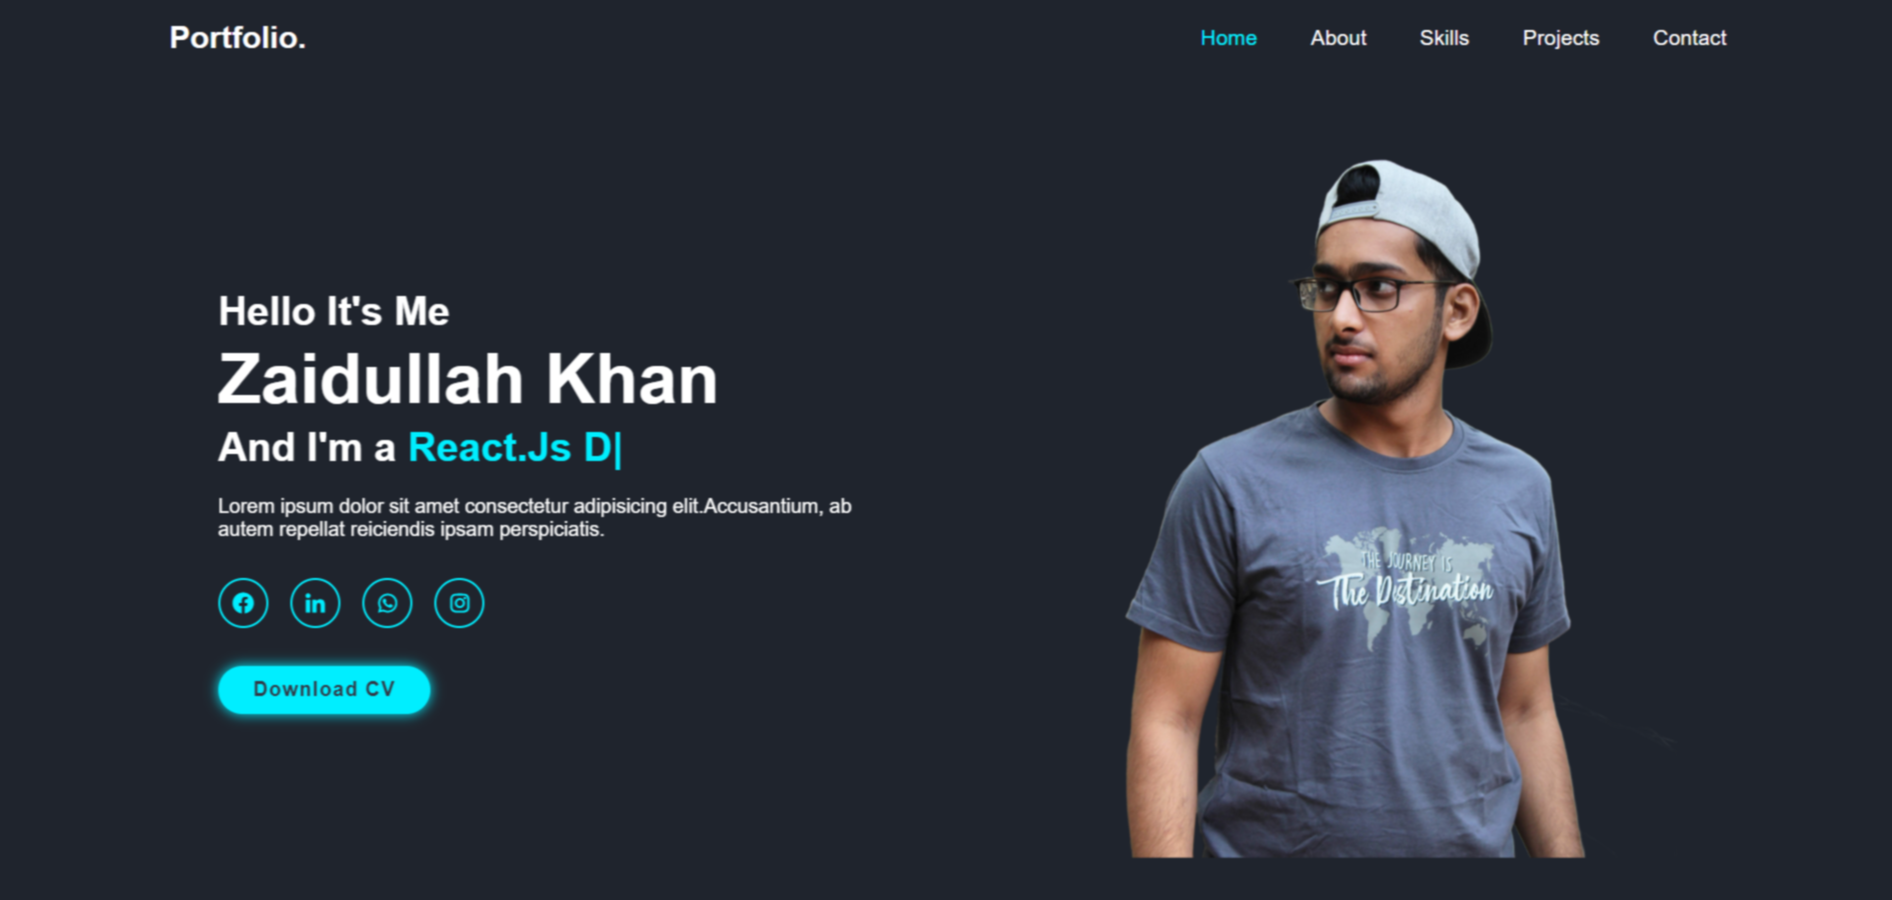 Portfolio.
Home About Skills Projects Contact
Hello It's Me
Zaidullah Khan
And I'm a React.Js D|
Lorem ipsum dolor sit amet consectetur adipisicing elit.Accusantium, ab
autem repellat reiciendis ipsam perspiciatis.
Download CV
THE JOURNEY IS
The Distination